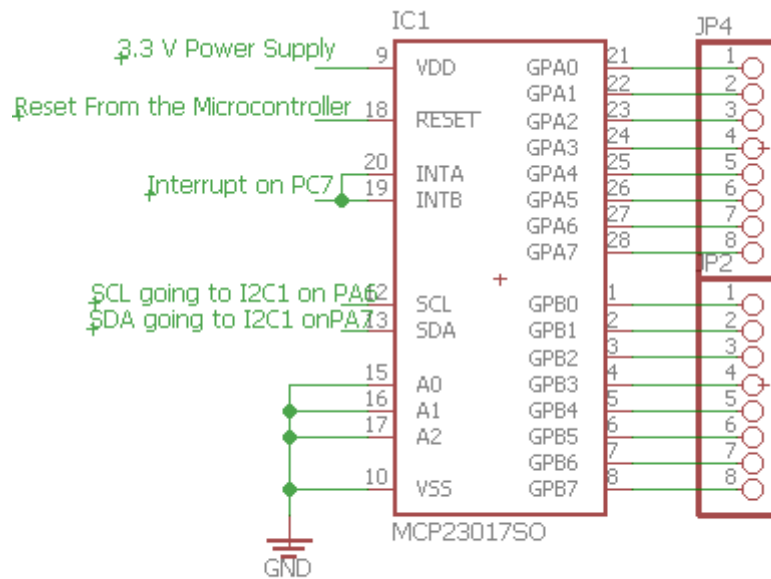 IC1
JP4
3.3 V Power Supply
9
VDD
GPA0
21
1
GPA1
22
2
Reset From the Microcontroller
18
RESET
GPA2
23
3
GPA3
24
4
20
INTA
GPA4
25
5
Interrupt on PC7
19
INTB
GPA5
26
6
GPA6
27
7
GPA7
28
8
JP2
SCL going to I2C1 on PA6
12
SCL
GPB0
1
1
SDA going to I2C1 onPA7
13
SDA
GPB1
2
2
GPB2
3
3
15
A0
GPB3
4
4
16
A1
GPB4
5
5
17
A2
GPB5
6
6
GPB6
7
7
10
VSS
GPB7
8
8
MCP23017SO
GND